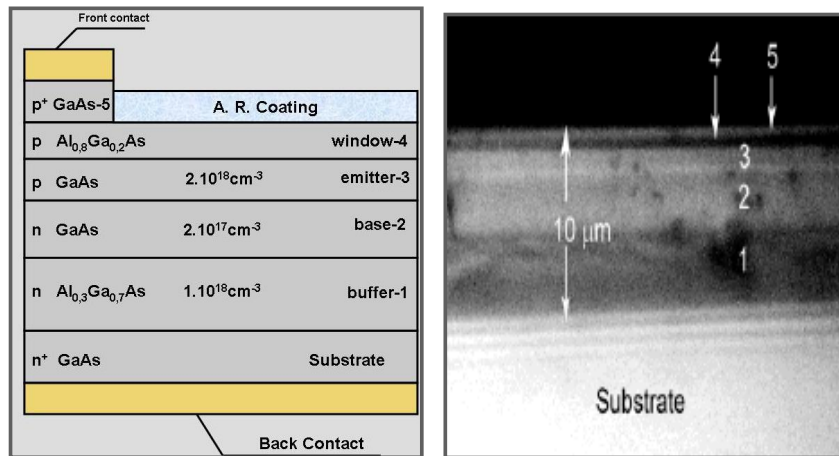 Front contact
p⁺ GaAs-5
A. R. Coating
p Al₀,₈Ga₀,₂As window-4
p GaAs 2.10¹⁸cm⁻³ emitter-3
n GaAs 2.10¹⁷cm⁻³ base-2
n Al₀,₃Ga₀,₇As 1.10¹⁸cm⁻³ buffer-1
n⁺ GaAs Substrate
Back Contact
4 5
3
2
10 μm
1
Substrate